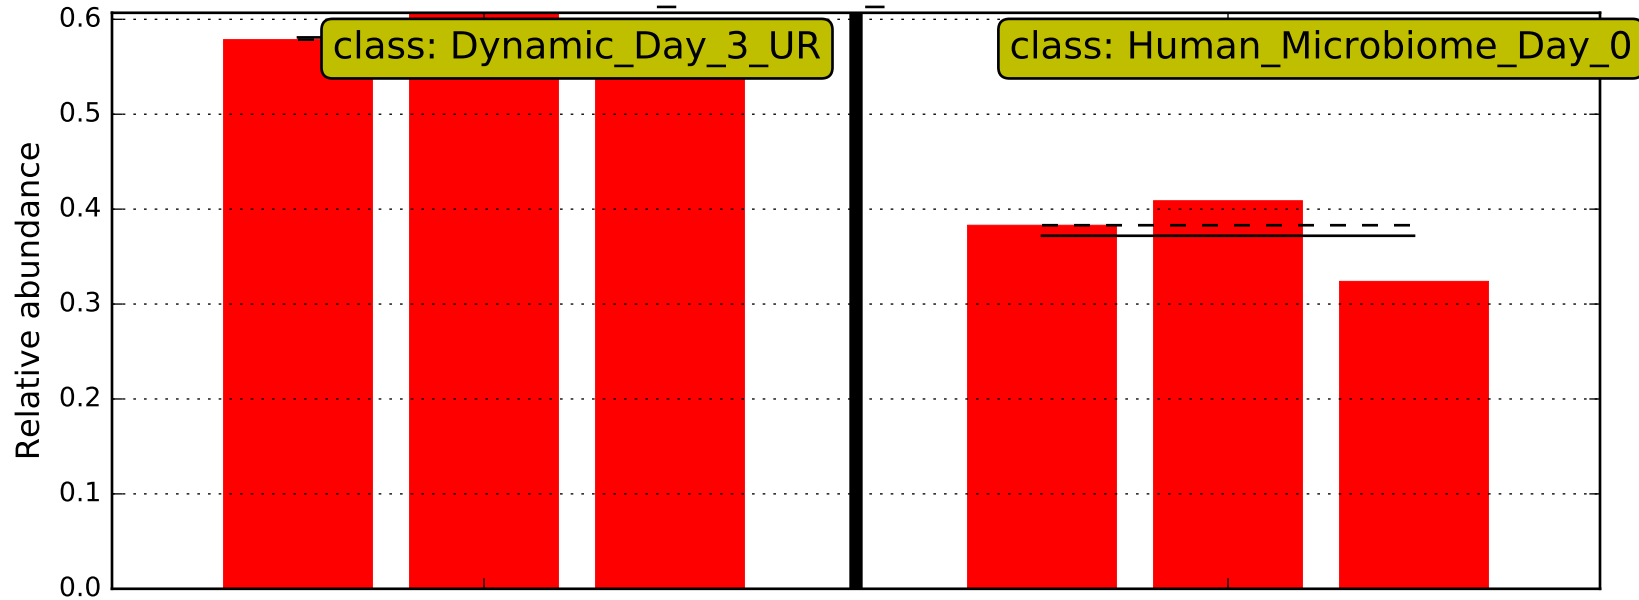 class: Dynamic_Day_3_UR
class: Human_Microbiome_Day_0
Relative abundance
0.6
0.5
0.4
0.3
0.2
0.1
0.0